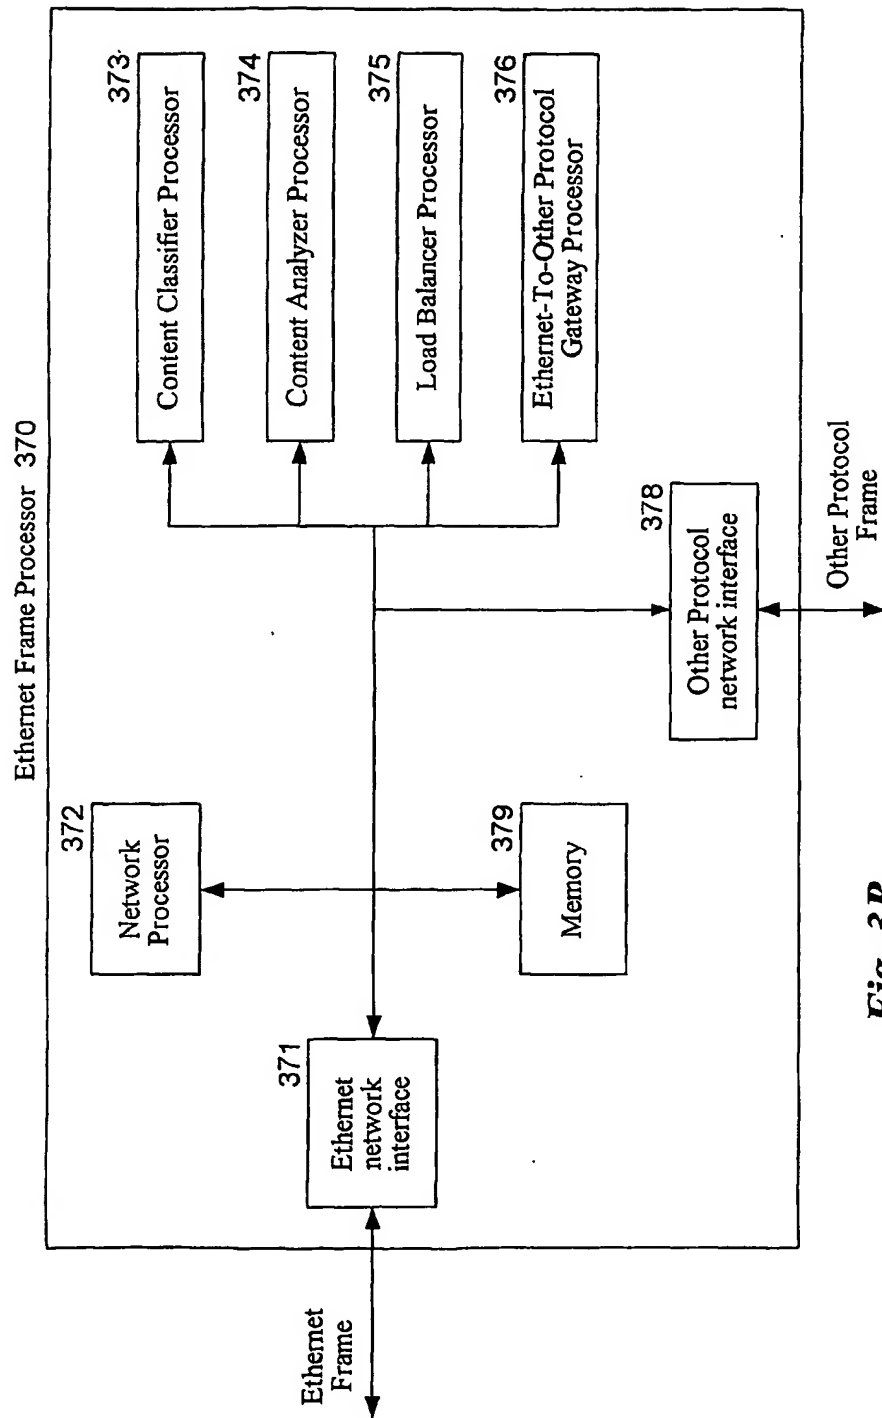 Ethernet Frame Processor 370
372
Network
Processor
373
Content Classifier Processor
374
Content Analyzer Processor
375
Load Balancer Processor
376
Ethernet-To-Other Protocol
Gateway Processor
371
Ethernet
network
interface
Ethernet
Frame
379
Memory
378
Other Protocol
network interface
Other Protocol
Frame